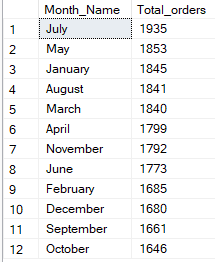 Month_Name Total_orders
1 July 1935
2 May 1853
3 January 1845
4 August 1841
5 March 1840
6 April 1799
7 November 1792
8 June 1773
9 February 1685
10 December 1680
11 September 1661
12 October 1646